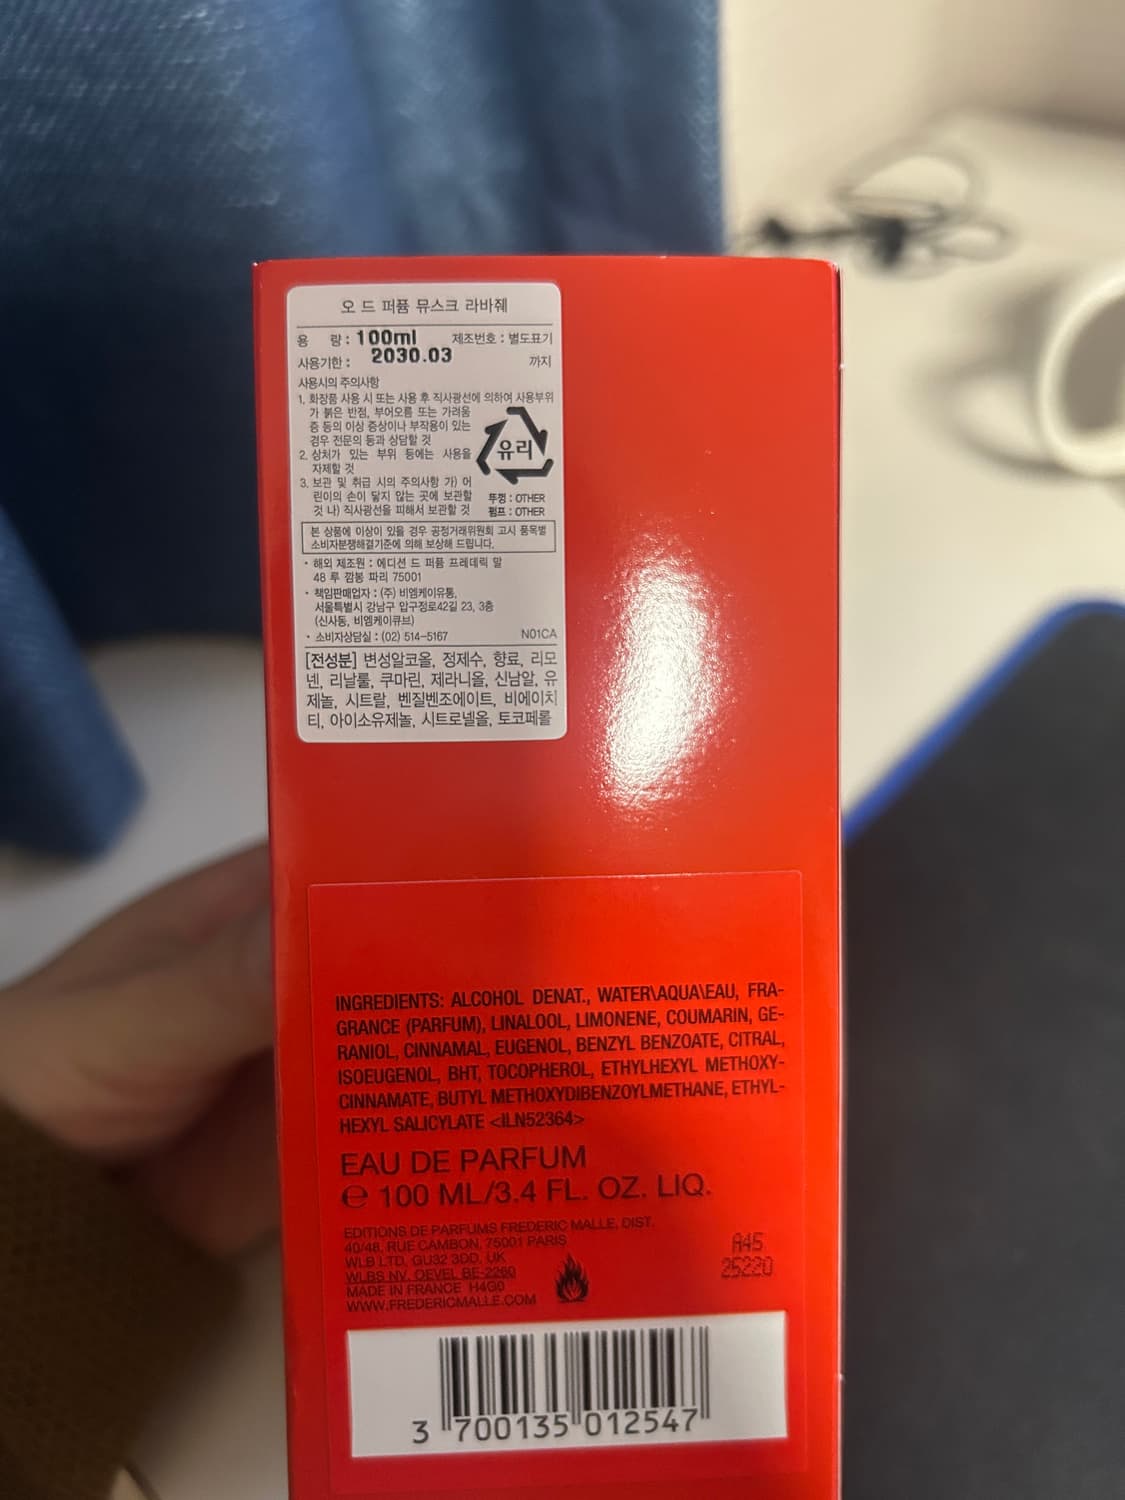 오 드 퍼퓸 뮤스크 라바줴
용 량 : 100ml 제조번호 : 별도표기
사용기한 : 2030.03 까지
사용시의 주의사항
1. 화장품 사용 시 또는 사용 후 직사광선에 의하여 사용부위
가 붉은 반점, 부어오름 또는 가려움
증 등의 이상 증상이나 부작용이 있는
경우 전문의 등과 상담할 것
2. 상처가 있는 부위 등에는 사용을
자제할 것
3. 보관 및 취급 시의 주의사항 가) 어
린이의 손이 닿지 않는 곳에 보관할
것 나) 직사광선을 피해서 보관할 것
유리
뚜껑 : OTHER
펌프 : OTHER
본 상품에 이상이 있을 경우 공정거래위원회 고시 품목별
소비자분쟁해결기준에 의해 보상해 드립니다.
• 해외 제조원 : 에디션 드 퍼퓸 프레데릭 말
48 루 깜봉 파리 75001
• 책임판매업자 : (주) 비엠케이유통,
서울특별시 강남구 압구정로42길 23, 3층
(신사동, 비엠케이큐브)
• 소비자상담실 : (02) 514-5167 N01CA
[전성분] 변성알코올, 정제수, 향료, 리모
넨, 리날룰, 쿠마린, 제라니올, 신남알, 유
제놀, 시트랄, 벤질벤조에이트, 비에이치
티, 아이소유제놀, 시트로넬올, 토코페롤
INGREDIENTS: ALCOHOL DENAT., WATER\AQUA\EAU, FRA-
GRANCE (PARFUM), LINALOOL, LIMONENE, COUMARIN, GE-
RANIOL, CINNAMAL, EUGENOL, BENZYL BENZOATE, CITRAL,
ISOEUGENOL, BHT, TOCOPHEROL, ETHYLHEXYL METHOXY-
CINNAMATE, BUTYL METHOXYDIBENZOYLMETHANE, ETHYL-
HEXYL SALICYLATE <ILN52364>
EAU DE PARFUM
℮ 100 ML/3.4 FL. OZ. LIQ.
EDITIONS DE PARFUMS FREDERIC MALLE, DIST.
40/48, RUE CAMBON, 75001 PARIS
WLB LTD, GU32 3DD, UK
WLBS NV, OEVEL BE-2260
MADE IN FRANCE H4G0
WWW.FREDERICMALLE.COM
A45
25220
3 700135 012547